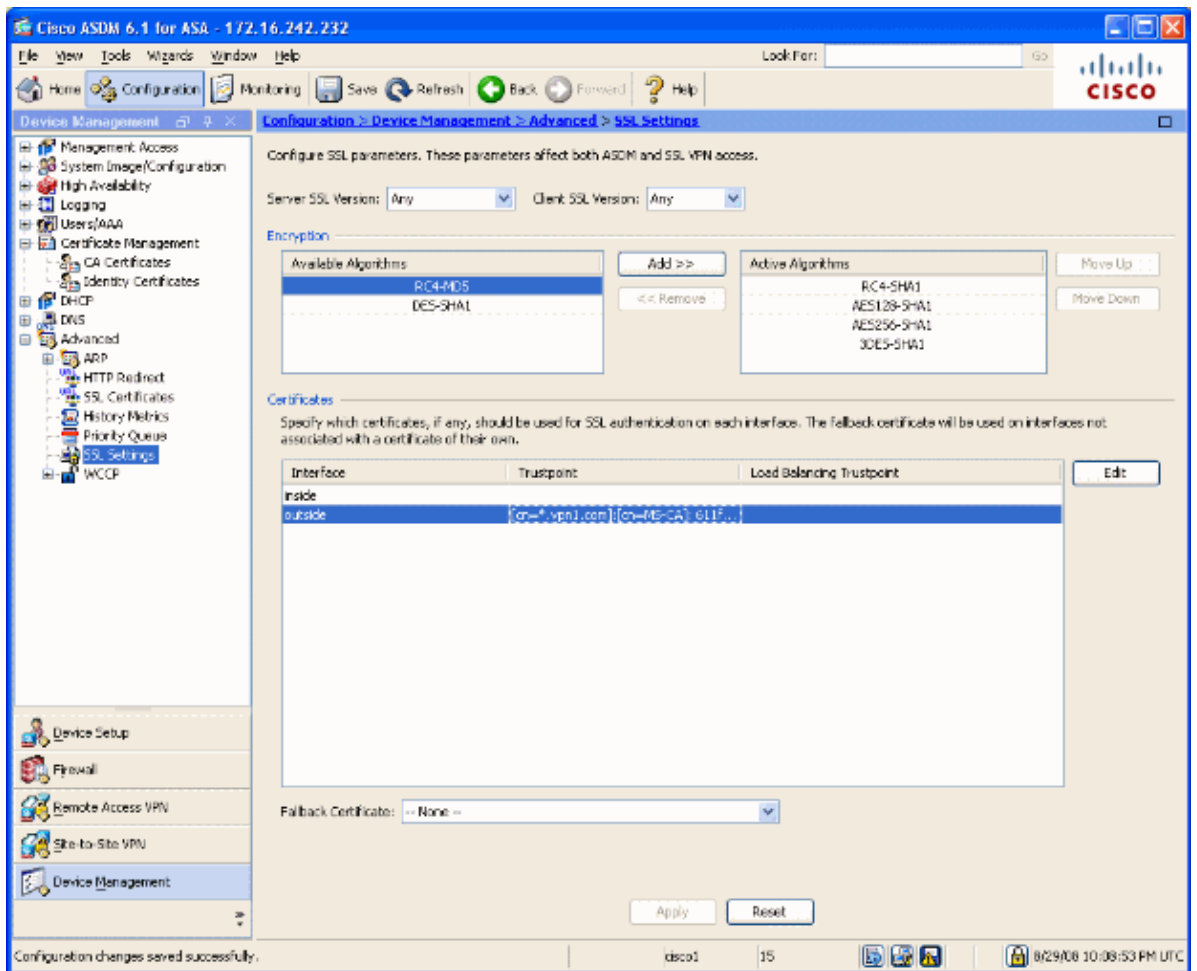 Cisco ASDM 6.1 for ASA - 172.16.242.232
File View Tools Wizards Window Help Look For: Go
Home Configuration Monitoring Save Refresh Back Forward Help
CISCO
Device Management
Configuration > Device Management > Advanced > SSL Settings
Management Access
System Image/Configuration
High Availability
Logging
Users/AAA
Certificate Management
CA Certificates
Identity Certificates
DHCP
DNS
Advanced
ARP
HTTP Redirect
SSL Certificates
History Metrics
Priority Queue
SSL Settings
WCCP
Device Setup
Firewall
Remote Access VPN
Site-to-Site VPN
Device Management
Configure SSL parameters. These parameters affect both ASDM and SSL VPN access.
Server SSL Version: Any Client SSL Version: Any
Encryption
Available Algorithms
RC4-MD5
DES-SHA1
Add >>
<< Remove
Active Algorithms
RC4-SHA1
AES128-SHA1
AES256-SHA1
3DES-SHA1
Move Up
Move Down
Certificates
Specify which certificates, if any, should be used for SSL authentication on each interface. The fallback certificate will be used on interfaces not
associated with a certificate of their own.
Interface Trustpoint Load Balancing Trustpoint
inside
outside [cn=*.vpn1.com]:[cn=MS-CA]: 611f...
Edit
Fallback Certificate: -- None --
Apply Reset
Configuration changes saved successfully. cisco1 15 8/29/08 10:08:53 PM UTC